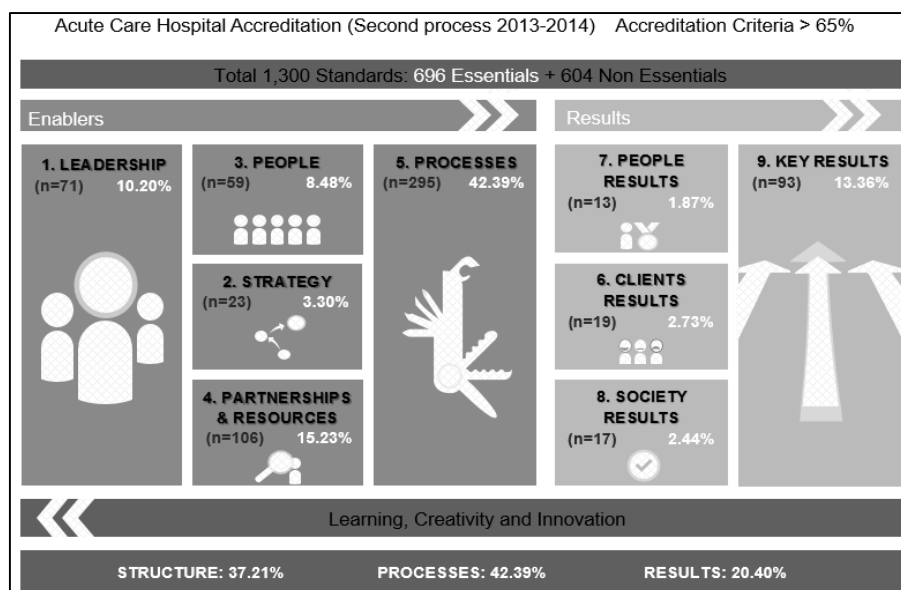 Acute Care Hospital Accreditation (Second process 2013-2014) Accreditation Criteria > 65%
Total 1,300 Standards: 696 Essentials + 604 Non Essentials
Enablers
Results
1. LEADERSHIP
(n=71) 10.20%
3. PEOPLE
(n=59) 8.48%
2. STRATEGY
(n=23) 3.30%
4. PARTNERSHIPS
& RESOURCES
(n=106) 15.23%
5. PROCESSES
(n=295) 42.39%
7. PEOPLE
RESULTS
(n=13) 1.87%
6. CLIENTS
RESULTS
(n=19) 2.73%
8. SOCIETY
RESULTS
(n=17) 2.44%
9. KEY RESULTS
(n=93) 13.36%
Learning, Creativity and Innovation
STRUCTURE: 37.21% PROCESSES: 42.39% RESULTS: 20.40%